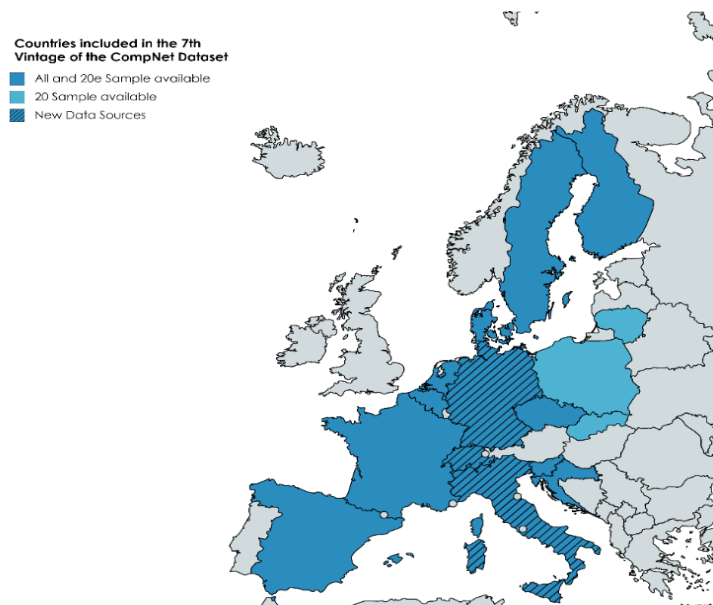 Countries included in the 7th
Vintage of the CompNet Dataset
All and 20e Sample available
20 Sample available
New Data Sources